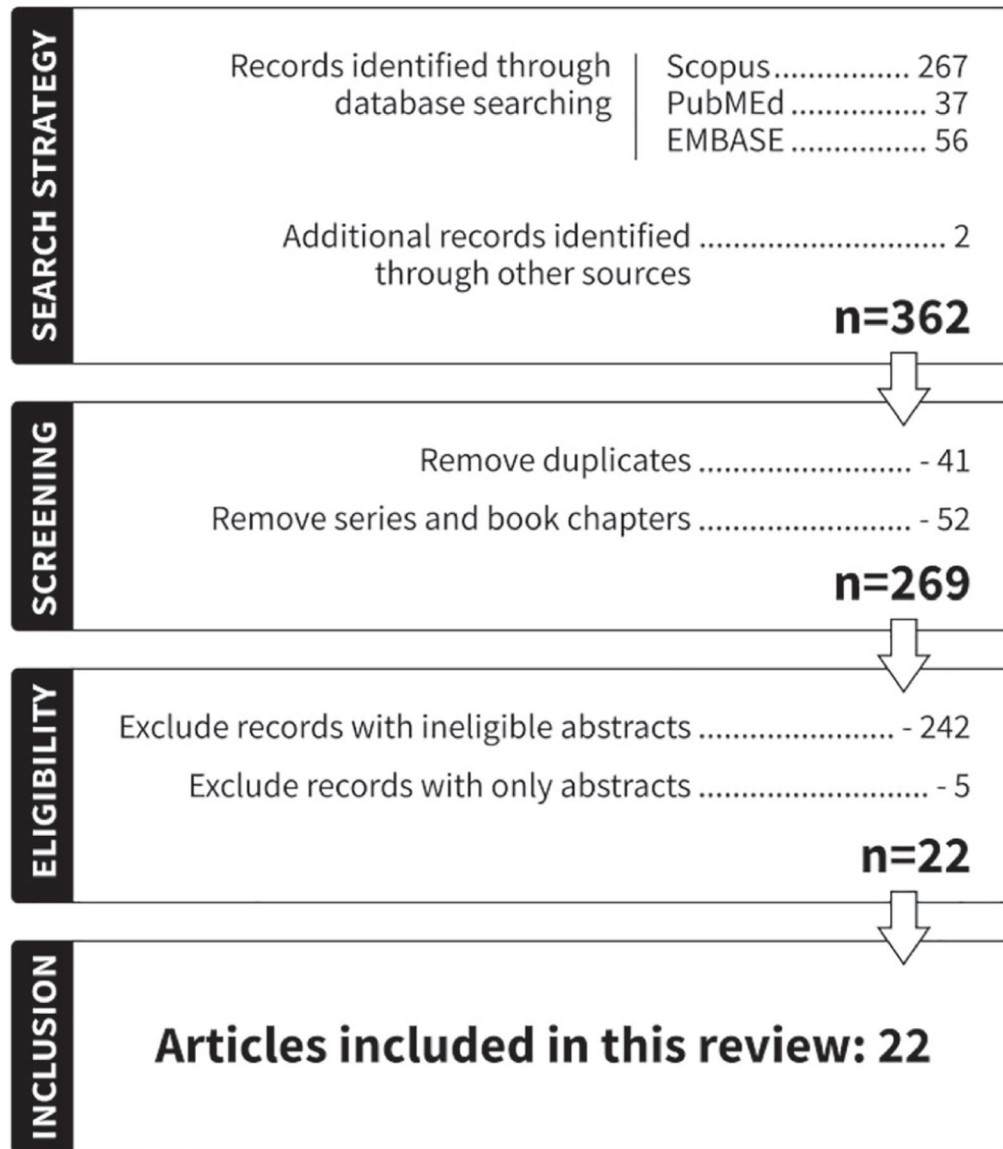 SEARCH STRATEGY
Records identified through
database searching
Scopus................ 267
PubMEd ................ 37
EMBASE ................ 56
Additional records identified ............................ 2
through other sources
n=362
SCREENING
Remove duplicates ........................ - 41
Remove series and book chapters ........................ - 52
n=269
ELIGIBILITY
Exclude records with ineligible abstracts ...................... - 242
Exclude records with only abstracts .......................... - 5
n=22
INCLUSION
Articles included in this review: 22